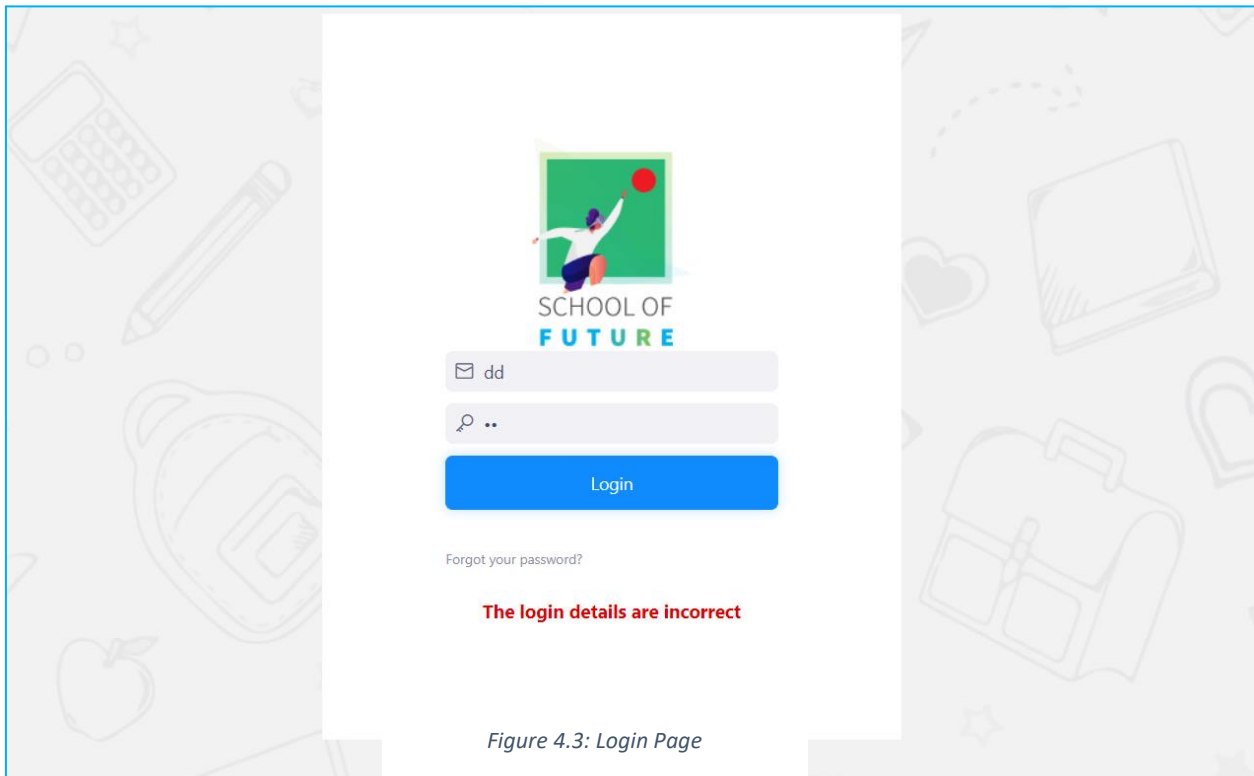 SCHOOL OF
FUTURE
dd
••
Login
Forgot your password?
The login details are incorrect
Figure 4.3: Login Page